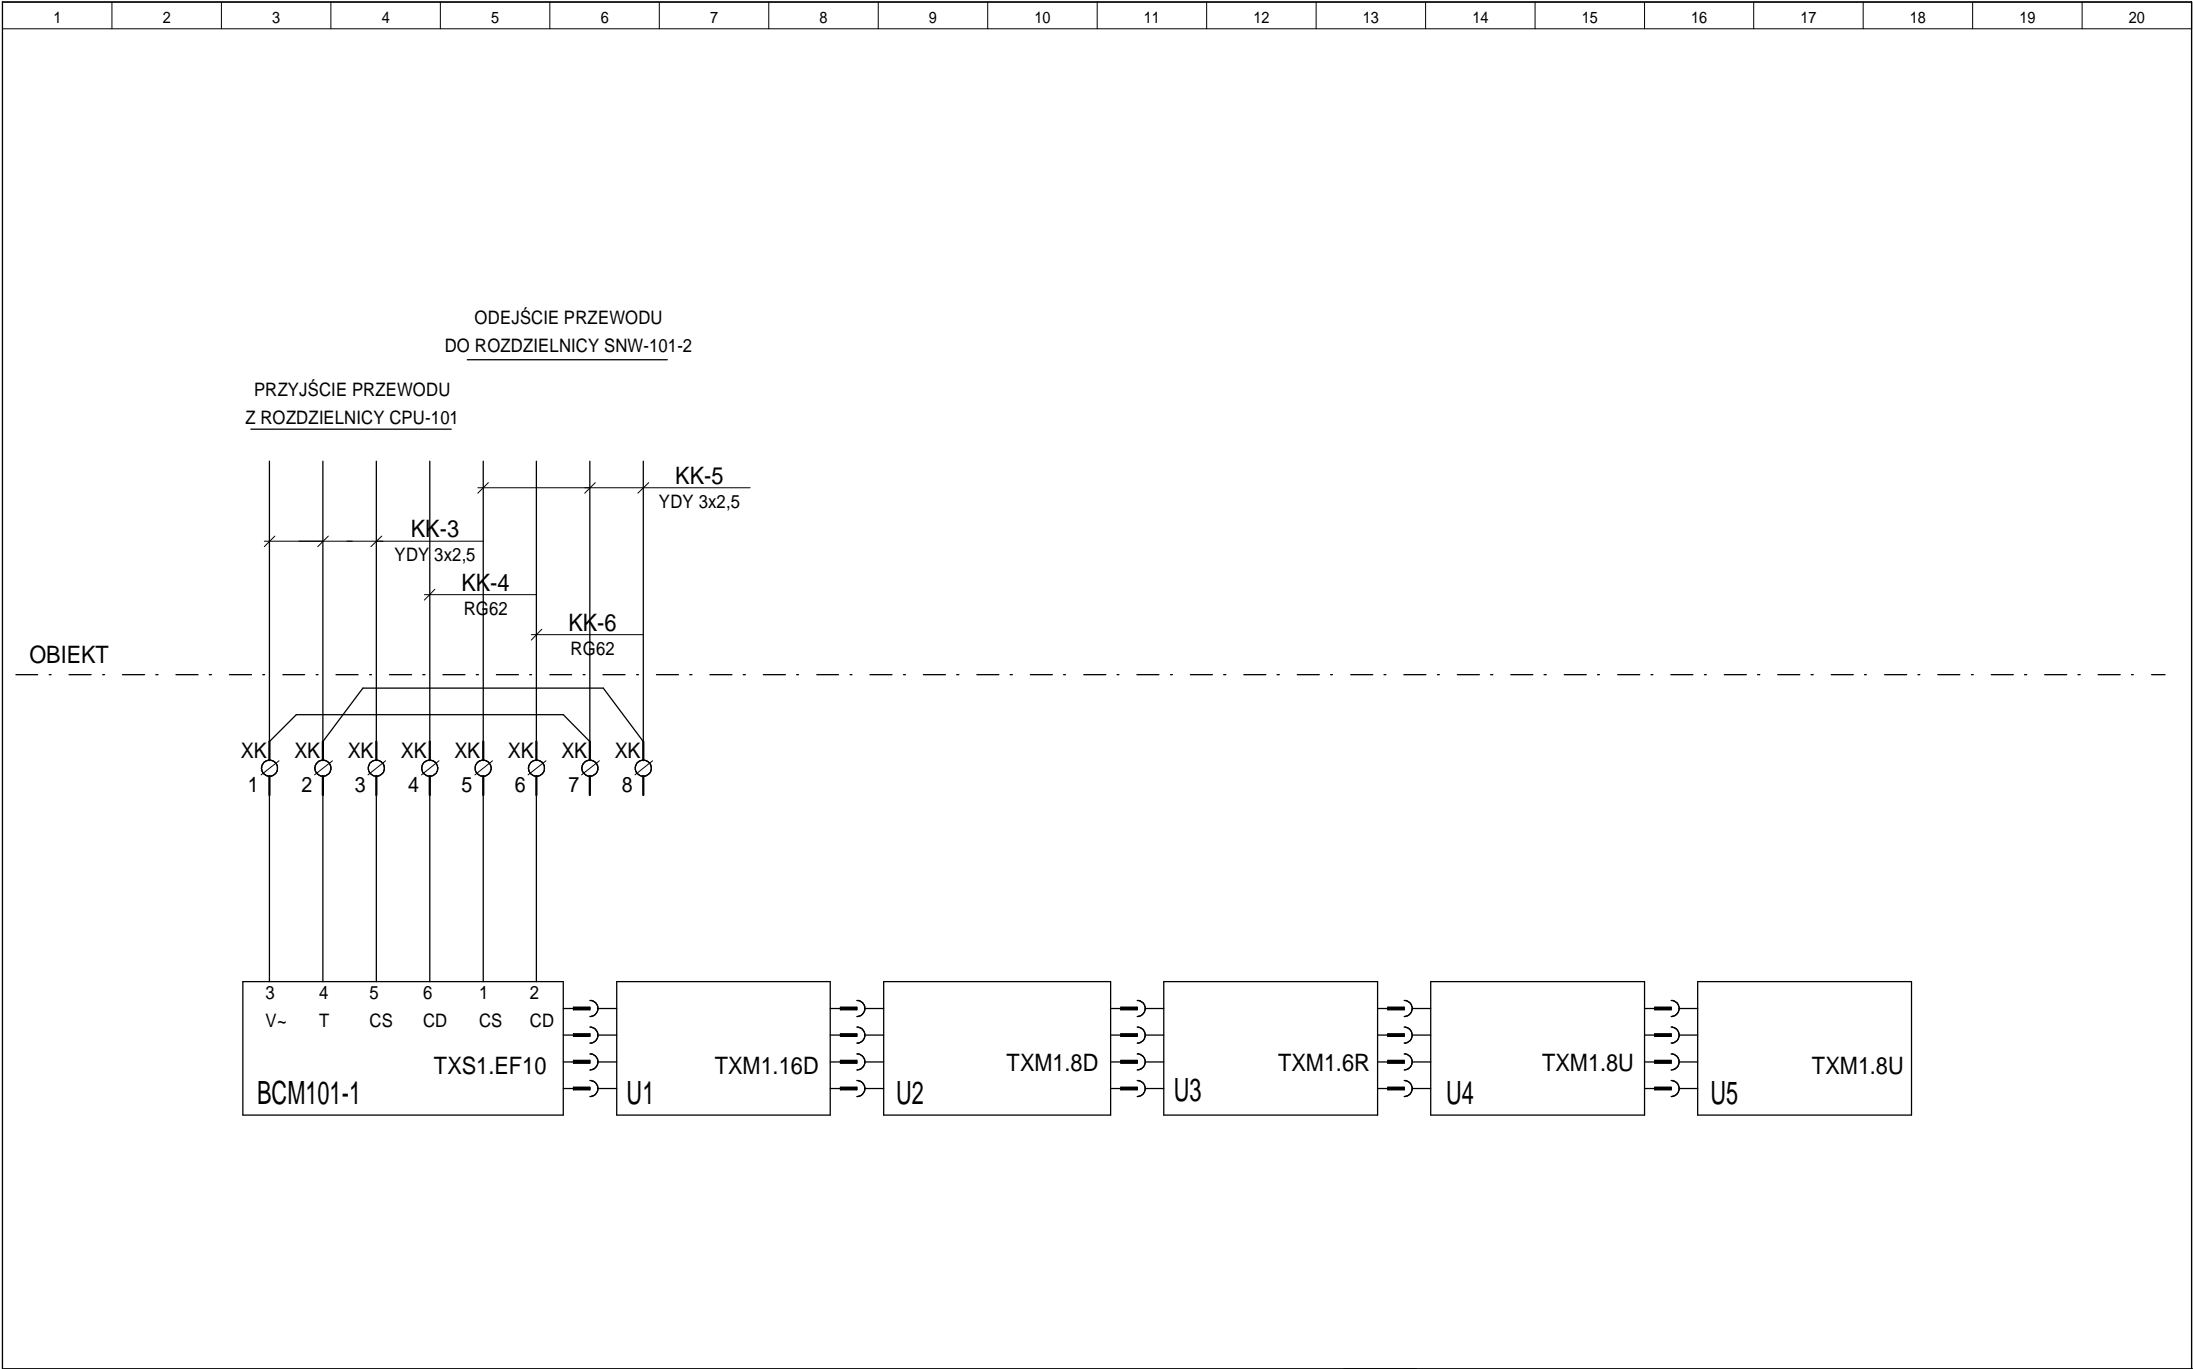 1 2 3 4 5 6 7 8 9 10 11 12 13 14 15 16 17 18 19 20
ODEJŚCIE PRZEWODU
DO ROZDZIELNICY SNW-101-2
PRZYJŚCIE PRZEWODU
Z ROZDZIELNICY CPU-101
KK-5
YDY 3x2,5
KK-3
YDY 3x2,5
KK-4
RG62
KK-6
RG62
OBIEKT
XK XK XK XK XK XK XK XK
1 2 3 4 5 6 7 8
3 4 5 6 1 2
V~ T CS CD CS CD
TXS1.EF10
BCM101-1
TXM1.16D
U1
TXM1.8D
U2
TXM1.6R
U3
TXM1.8U
U4
TXM1.8U
U5